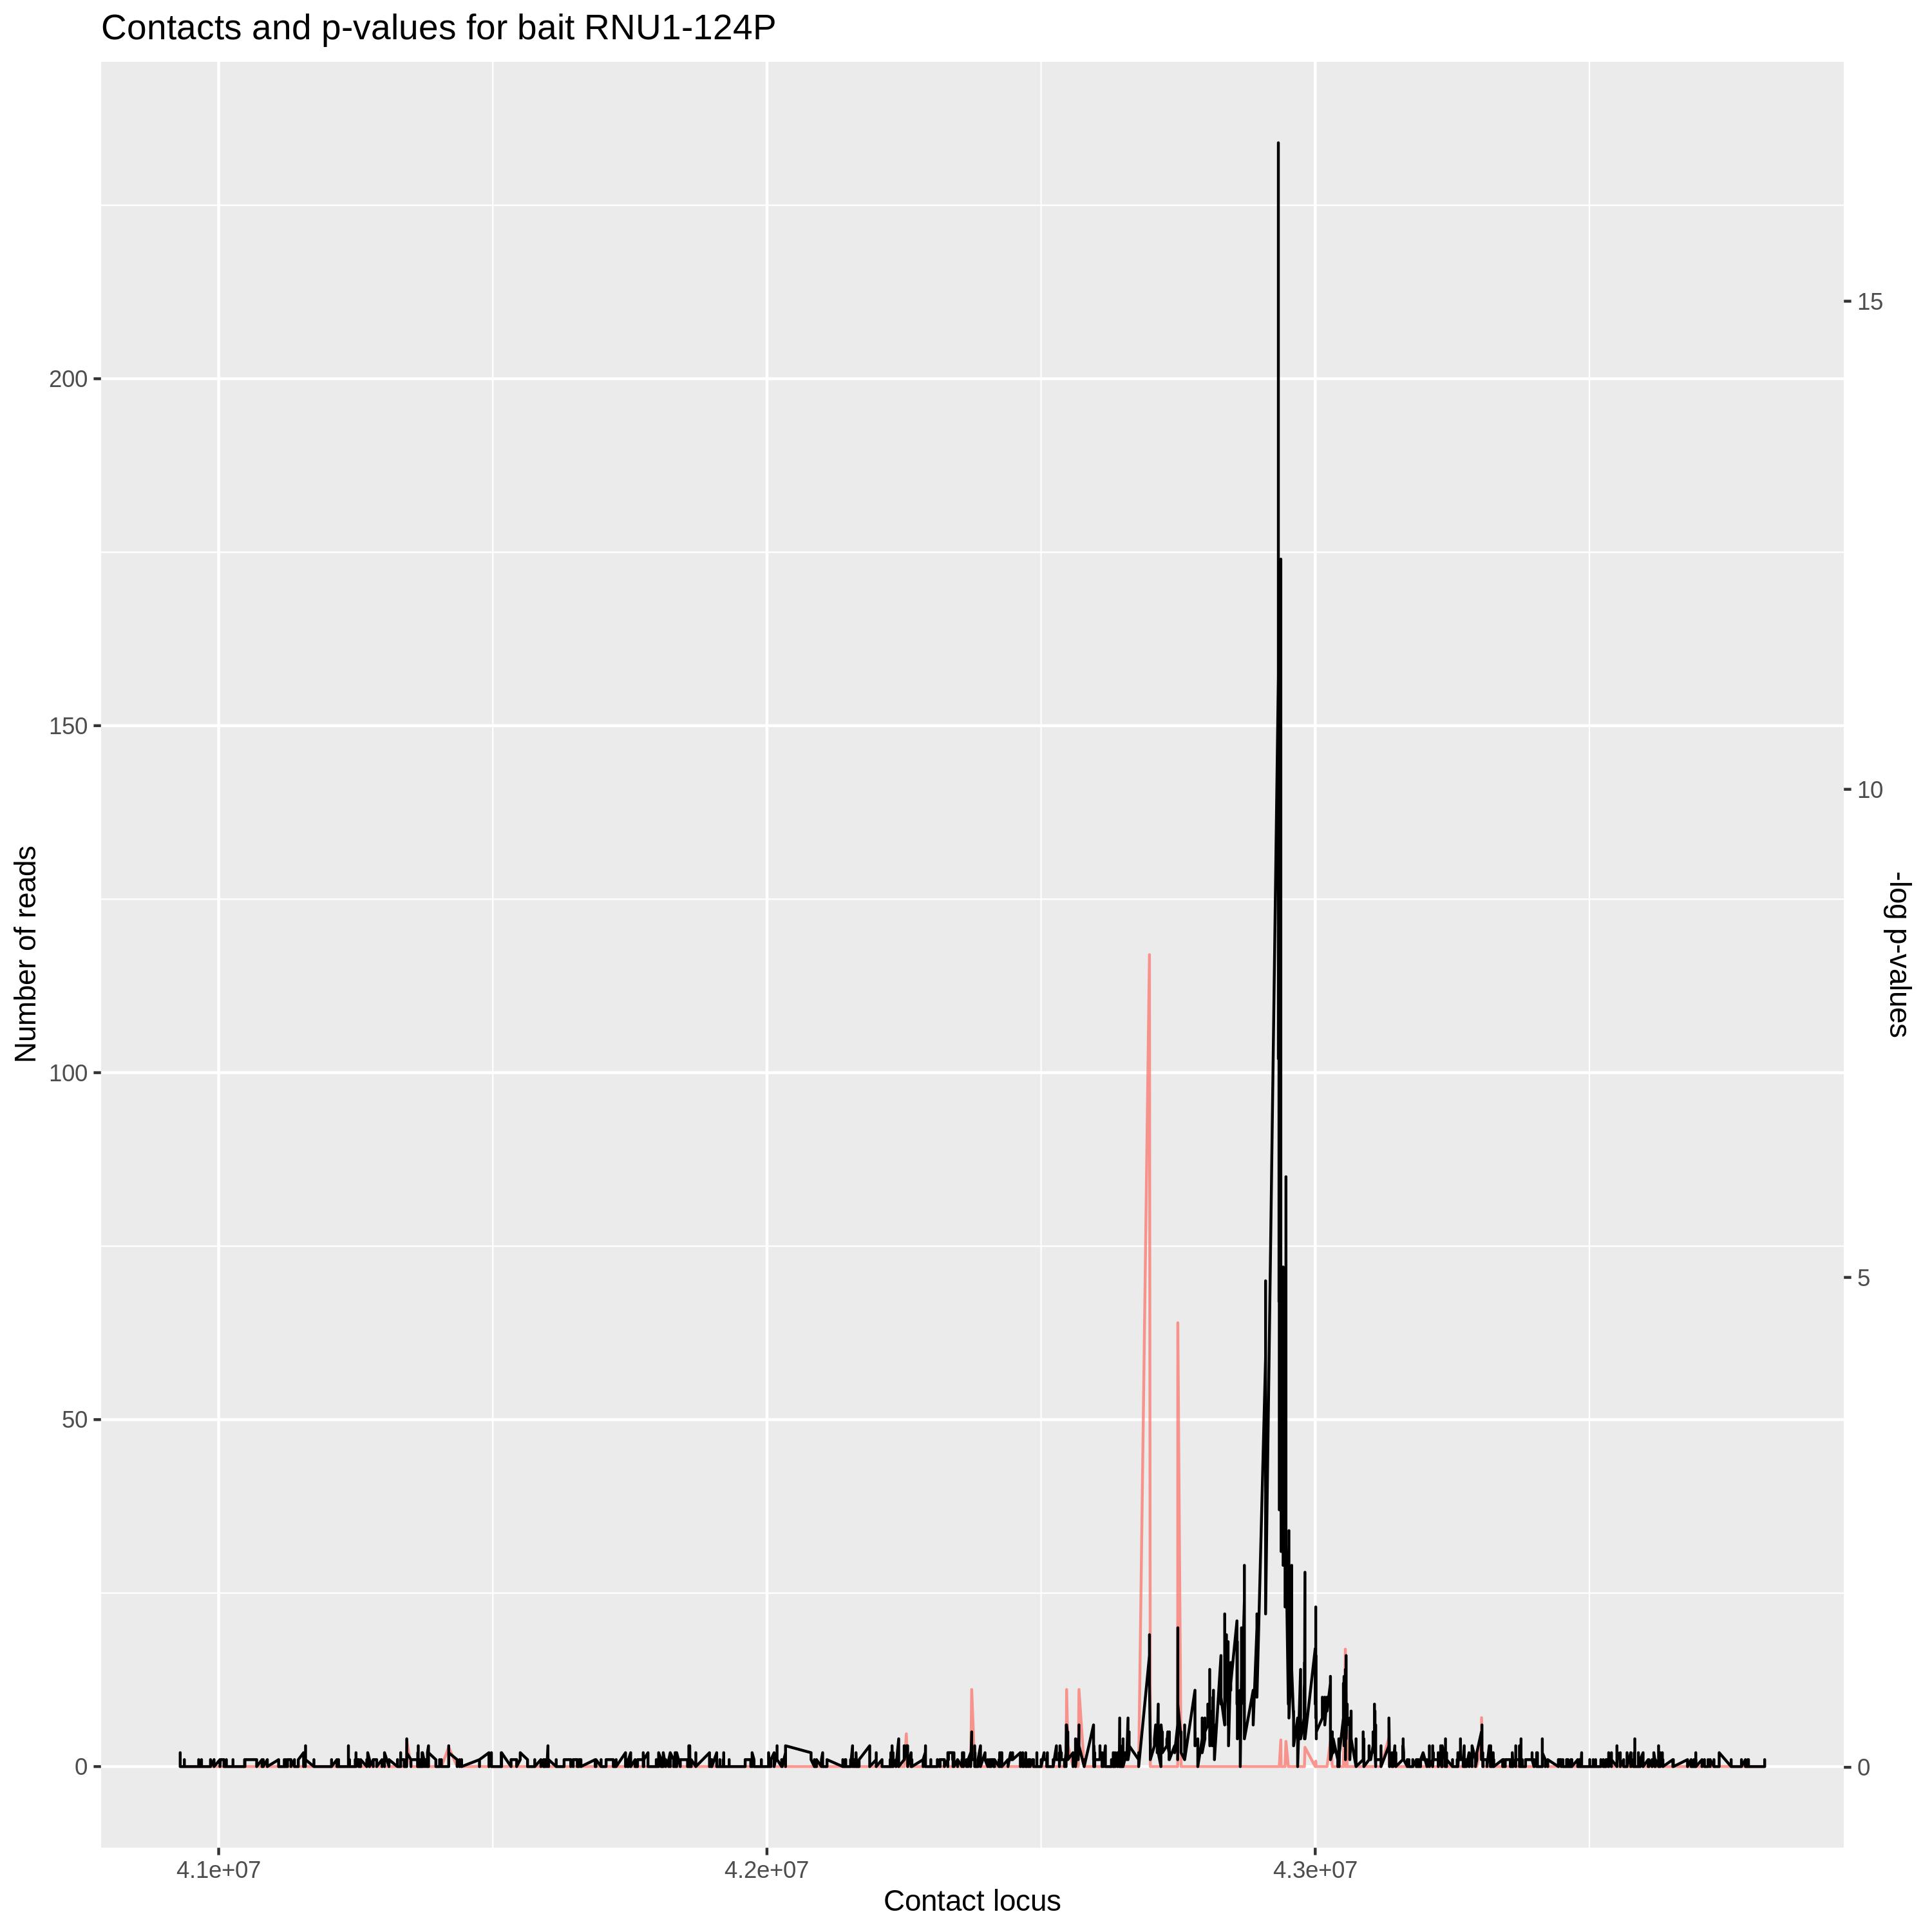 Contacts and p-values for bait RNU1-124P
200
150
100
50
0
Number of reads
15
10
5
0
-log p-values
4.1e+07
4.2e+07
4.3e+07
Contact locus